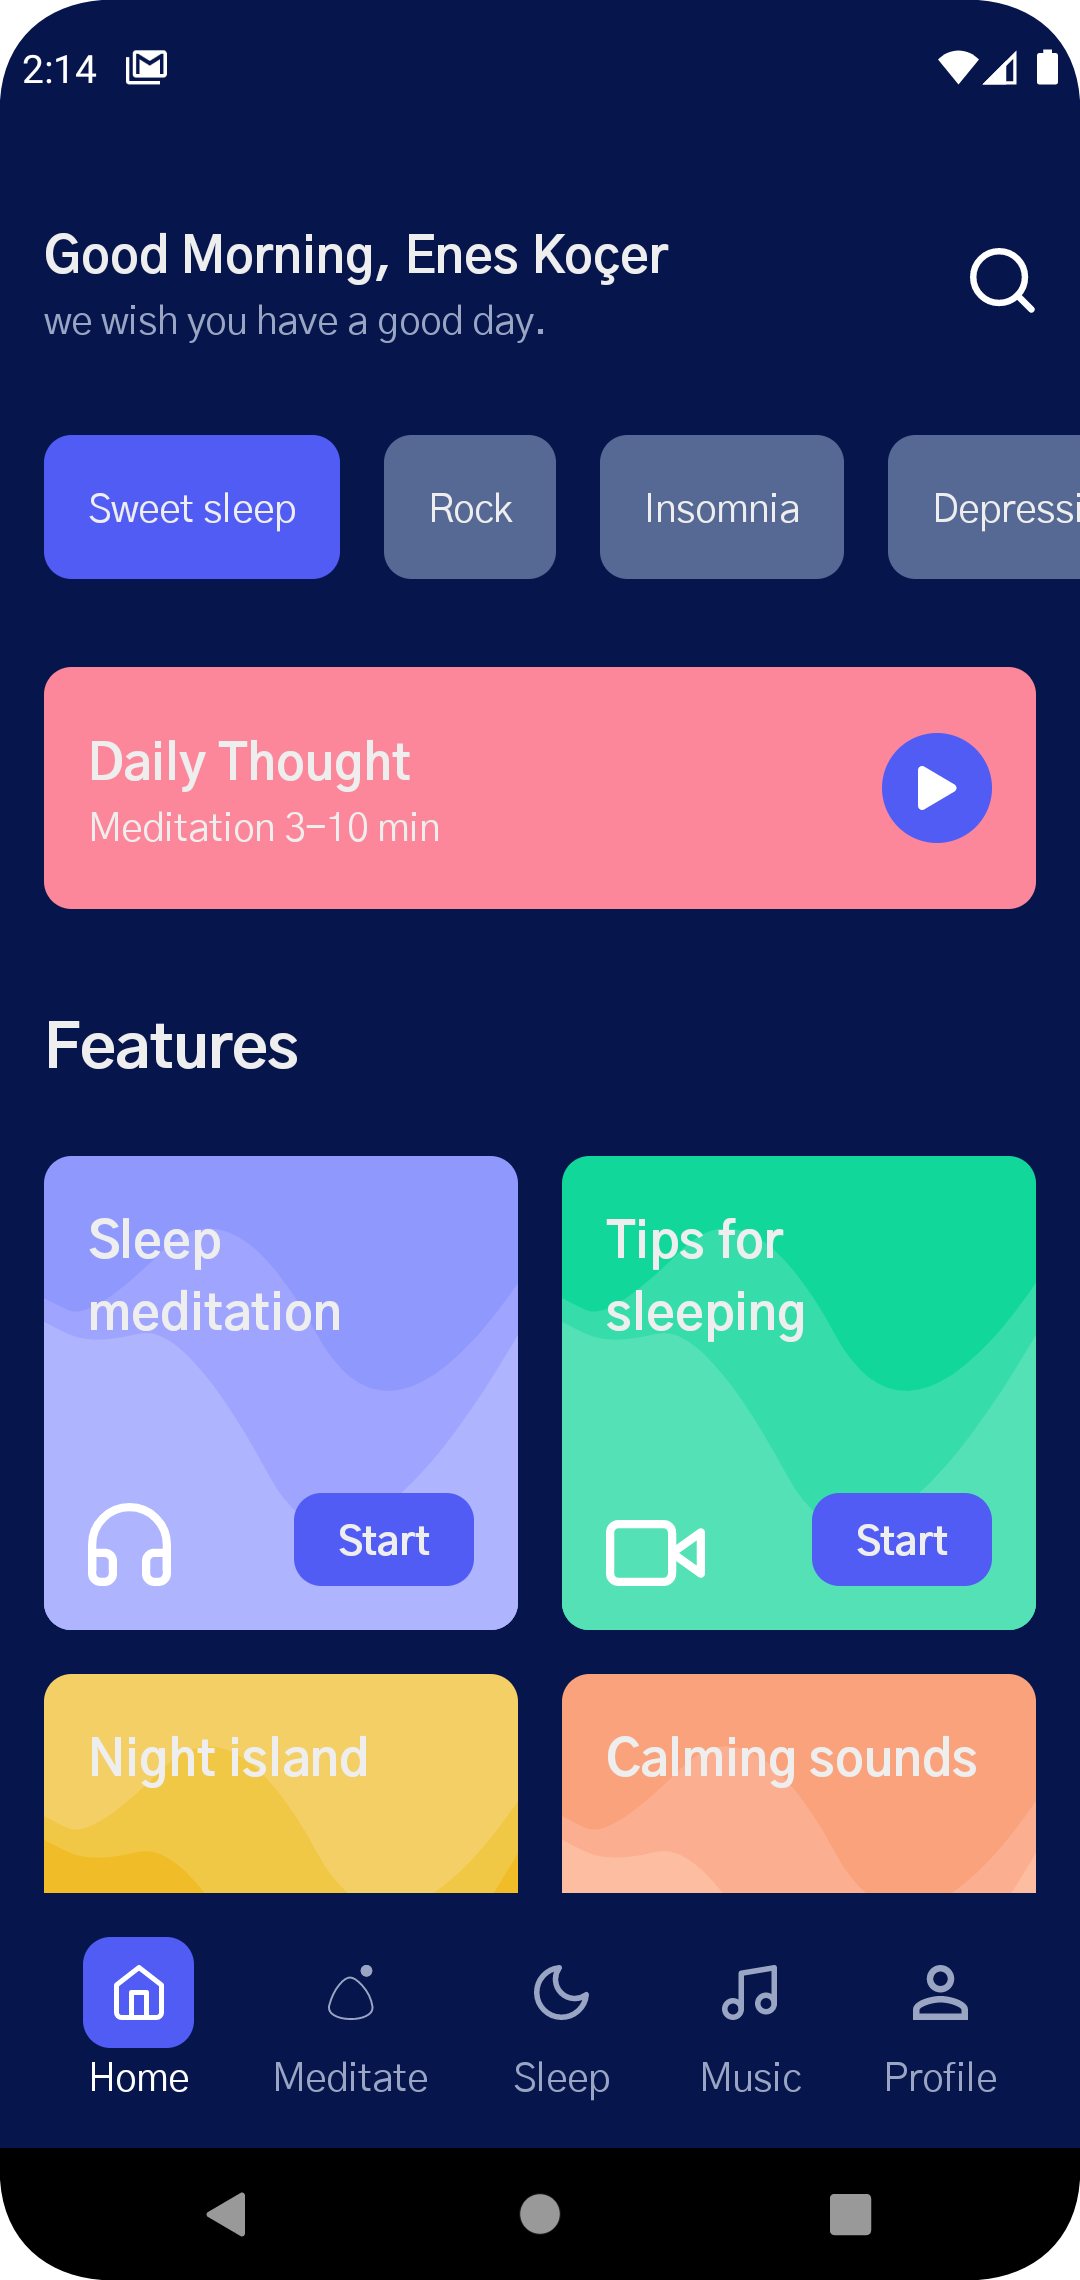 2:14
Good Morning, Enes Koçer
we wish you have a good day.
Sweet sleep
Rock
Insomnia
Depressi
Daily Thought
Meditation 3-10 min
Features
Sleep
meditation
Start
Tips for
sleeping
Start
Night island
Calming sounds
Home
Meditate
Sleep
Music
Profile